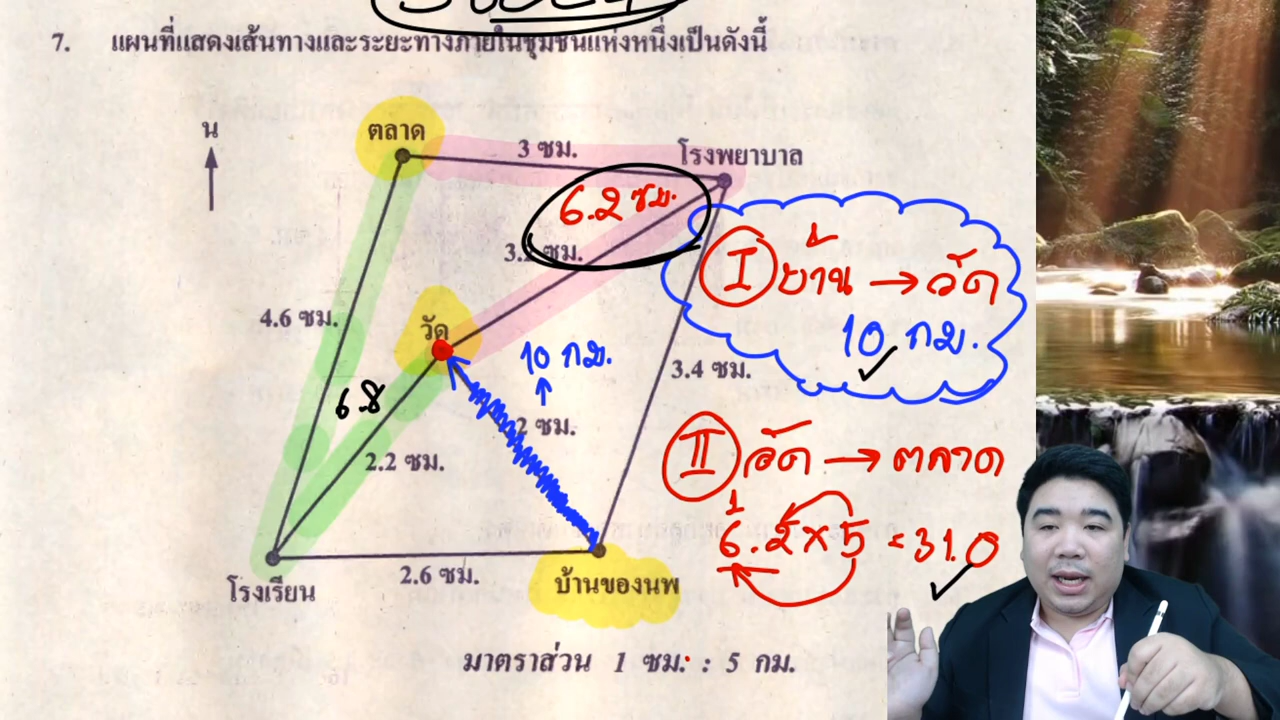 7. แผนที่แสดงเส้นทางและระยะทางภายในชุมชนแห่งหนึ่งเป็นดังนี้
น
ตลาด
3 ซม.
โรงพยาบาล
6.2 ซม.
ซม.
4.6 ซม.
วัด
I บ้าน → วัด
10 กม.
10 กม.
3.4 ซม.
6.8
2 ซม.
2.2 ซม.
II วัด → ตลาด
1
6.2 x 5 = 31.0
โรงเรียน
2.6 ซม.
บ้านของนพ
มาตราส่วน 1 ซม. : 5 กม.